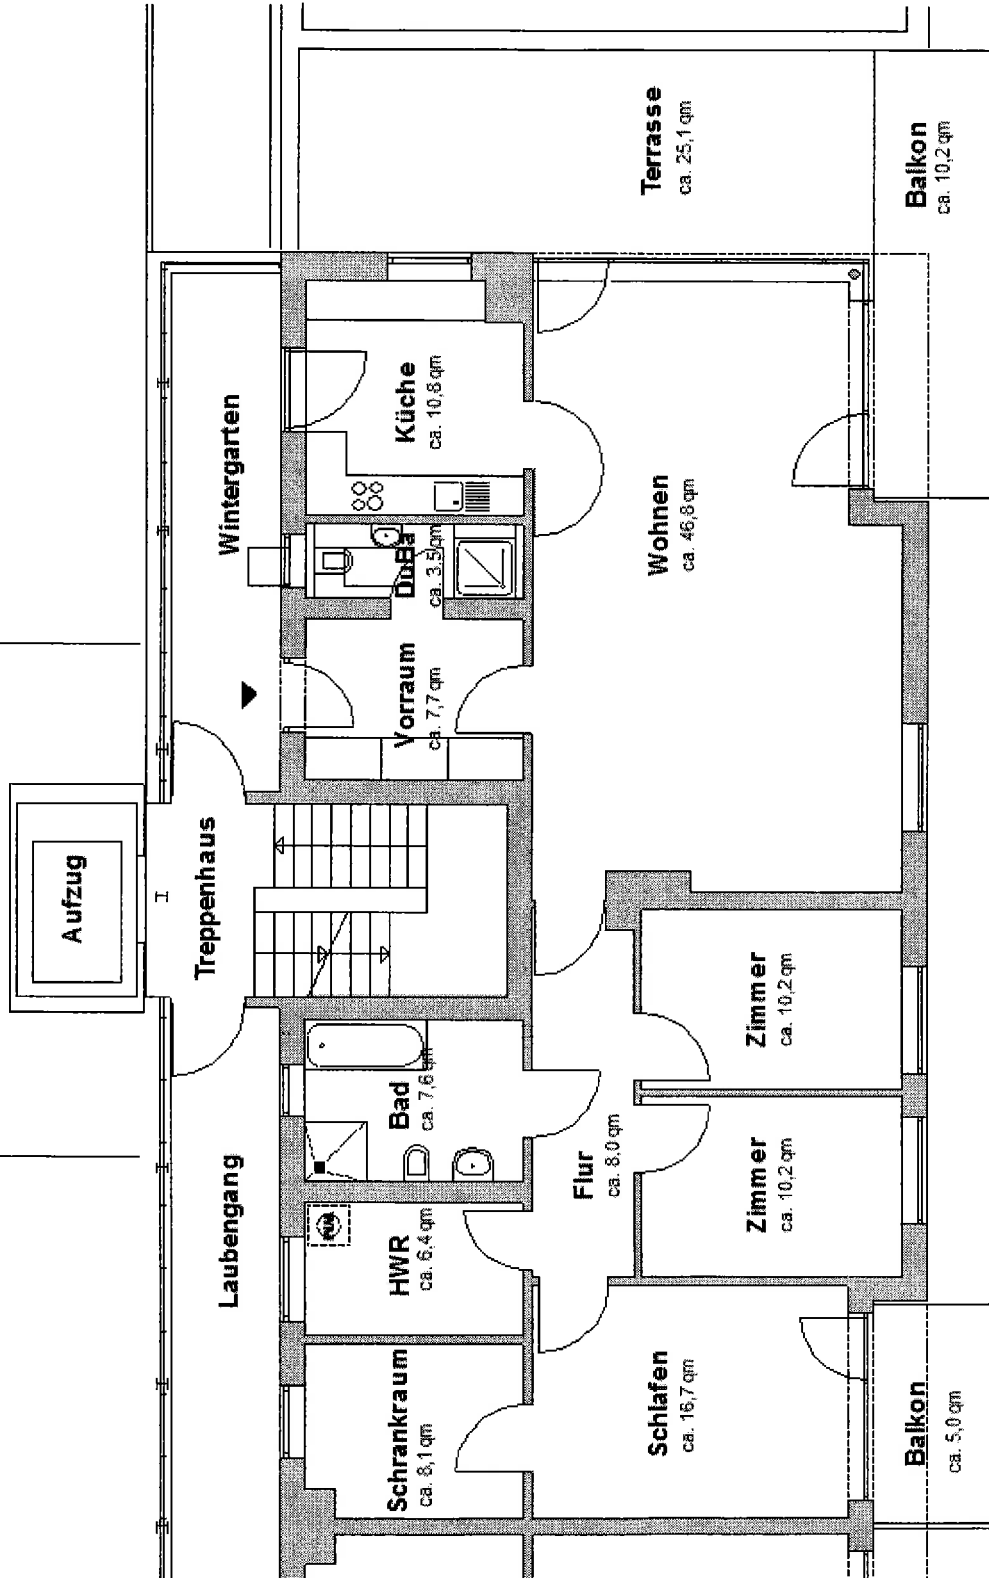 Terrasse
ca. 25,1 qm
Balkon
ca. 10,2 qm
Wintergarten
Küche
ca. 10,8 qm
Wohnen
ca. 46,8 qm
DuBa
ca. 3,5 qm
Vorraum
ca. 7,7 qm
Aufzug
Treppenhaus
Zimmer
ca. 10,2 qm
Bad
ca. 7,6 qm
Flur
ca. 8,0 qm
Zimmer
ca. 10,2 qm
Laubengang
HWR
ca. 6,4 qm
Schrankraum
ca. 8,1 qm
Schlafen
ca. 16,7 qm
Balkon
ca. 5,0 qm